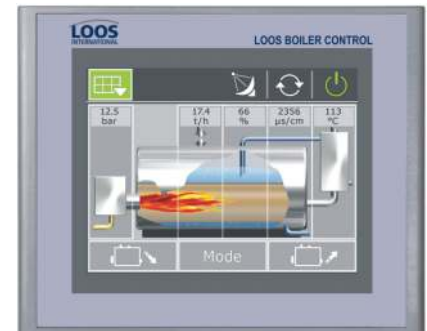 LOOS
INTERNATIONAL
LOOS BOILER CONTROL
12.5 17.4 66 2356 113
bar t/h % µs/cm °C
Mode